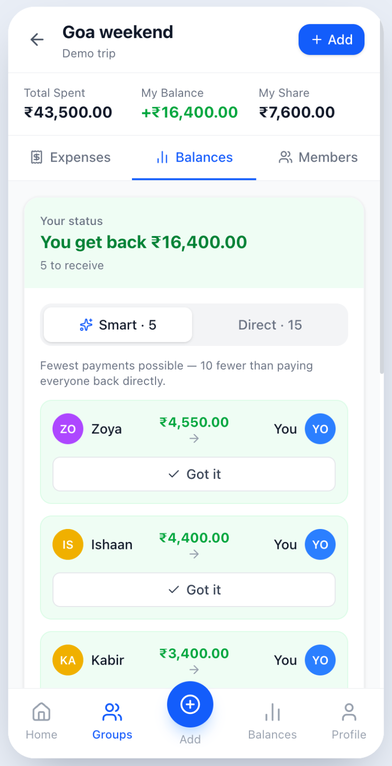 Goa weekend
Demo trip
+ Add
Total Spent
My Balance
My Share
₹43,500.00
+₹16,400.00
₹7,600.00
Expenses
Balances
Members
Your status
You get back ₹16,400.00
5 to receive
Smart · 5
Direct · 15
Fewest payments possible — 10 fewer than paying
everyone back directly.
ZO
Zoya
₹4,550.00
→
You
YO
Got it
IS
Ishaan
₹4,400.00
→
You
YO
Got it
KA
Kabir
₹3,400.00
→
You
YO
Home
Groups
Add
Balances
Profile